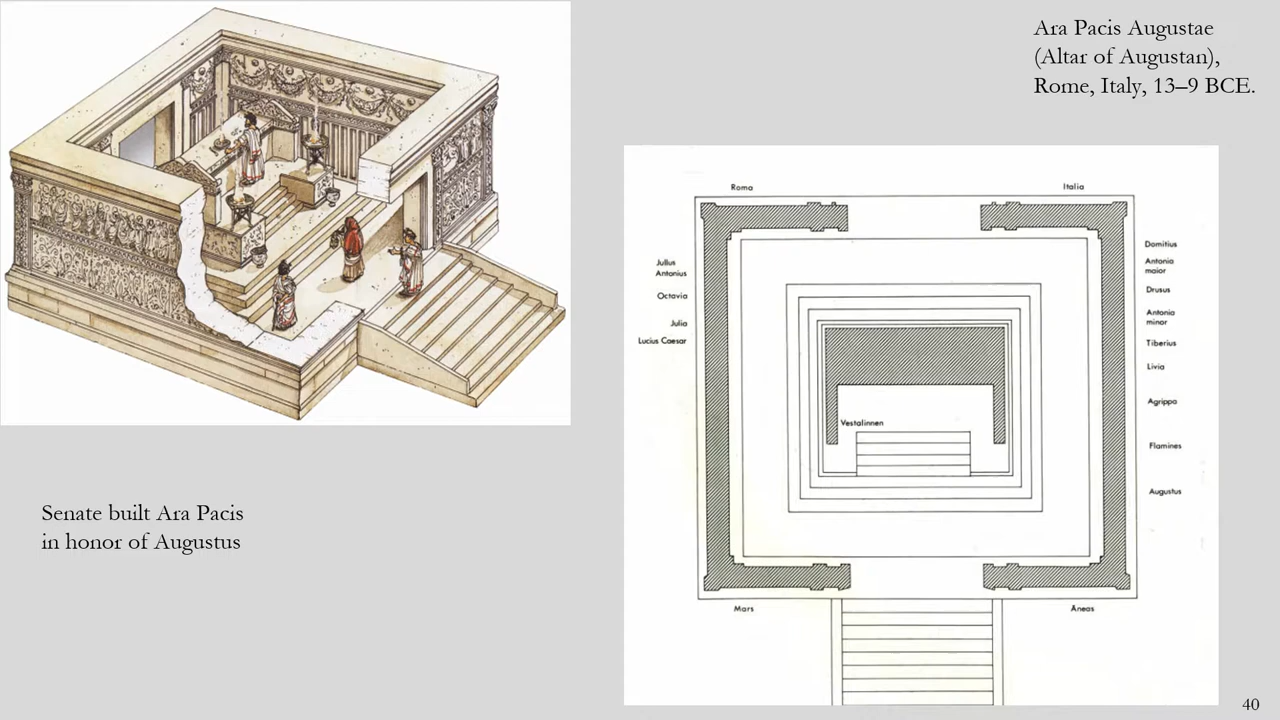 Ara Pacis Augustae
(Altar of Augustan),
Rome, Italy, 13–9 BCE.
Roma
Italia
Jullus
Antonius
Octavia
Julia
Lucius Caesar
Domitius
Antonia
maior
Drusus
Antonia
minor
Tiberius
Livia
Agrippa
Flamines
Augustus
Vestalinnen
Mars
Äneas
Senate built Ara Pacis
in honor of Augustus
40